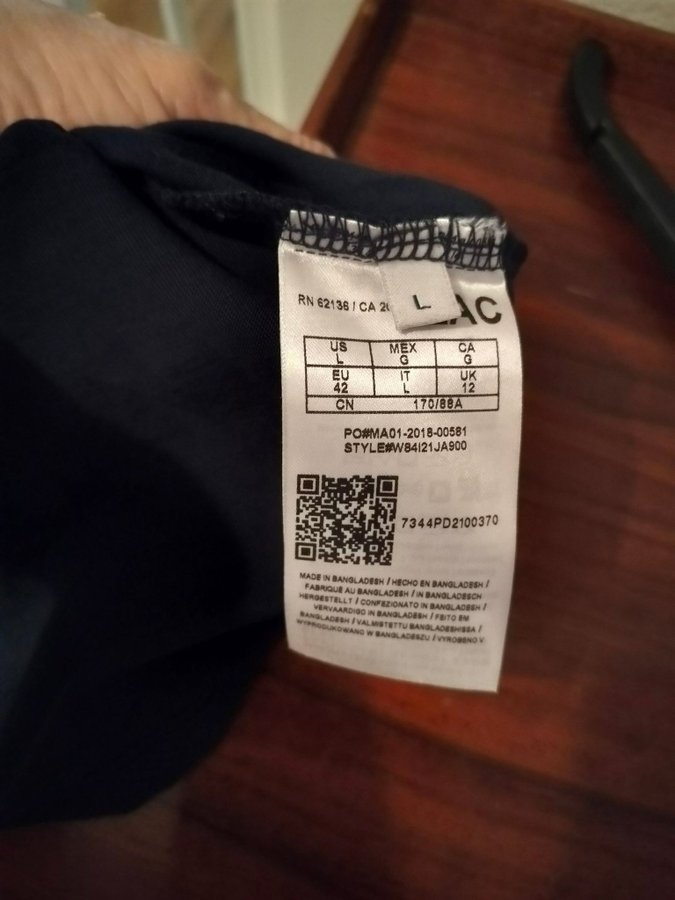 L
RN 62136 / CA
AC
US MEX CA
L G G
EU IT UK
42 L 12
CN 170/88A
PO#MA01-2018-00581
STYLE#W84I21JA900
7344PD2100370
MADE IN BANGLADESH / HECHO EN BANGLADESH /
FABRIQUÉ AU BANGLADESH / IN BANGLADESCH
HERGESTELLT / CONFEZIONATO IN BANGLADESH /
VERVAARDIGD IN BANGLADESH / FEITO EM
BANGLADESH / VALMISTETTU BANGLADESHISSA /
WYPRODUKOWANO W BANGLADESZU / VYROBENO V